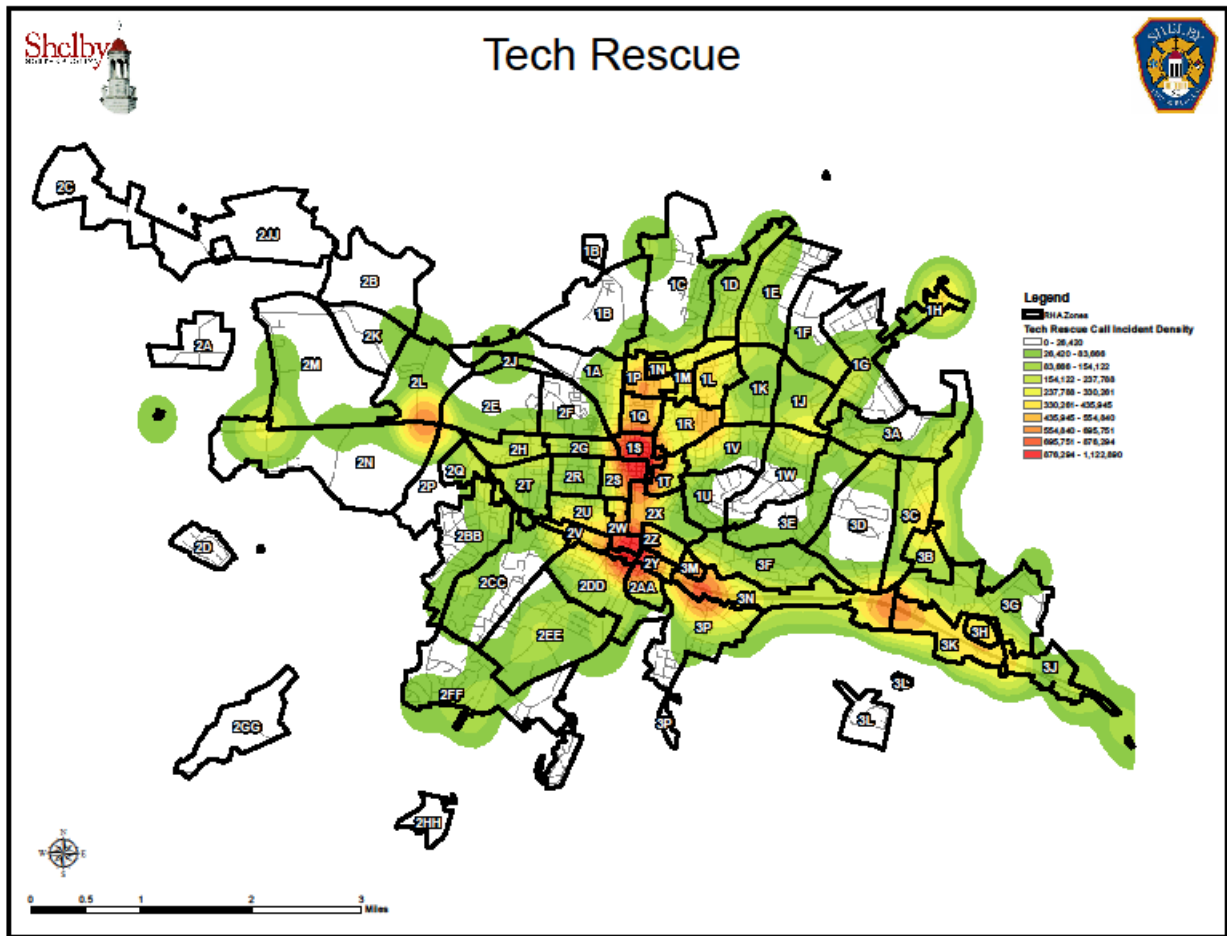 Shelby
Tech Rescue
SHELBY
2C
2JJ
2B
1B
1C
1D
1E
1H
1B
1F
2A
2K
2M
2J
1A
1P
1N
1M
1L
1G
2L
2E
2F
1K
1J
1Q
1R
3A
2H
2G
1S
1V
2N
2Q
2P
2T
2R
2S
1T
1U
1W
2U
2X
3E
3D
3C
2BB
2V
2W
2Z
3B
2D
2Y
3M
3F
2CC
2DD
2AA
3N
3G
2EE
3P
3H
3K
3J
2FF
3L
3L
3P
2GG
2HH
Legend
RHA Zones
Tech Rescue Call Incident Density
0 - 26,420
26,420 - 83,666
83,666 - 154,122
154,122 - 237,788
237,788 - 330,261
330,261 - 435,945
435,945 - 554,840
554,840 - 695,751
695,751 - 876,294
876,294 - 1,122,890
N
W E
S
0 0.5 1 2 3
Miles